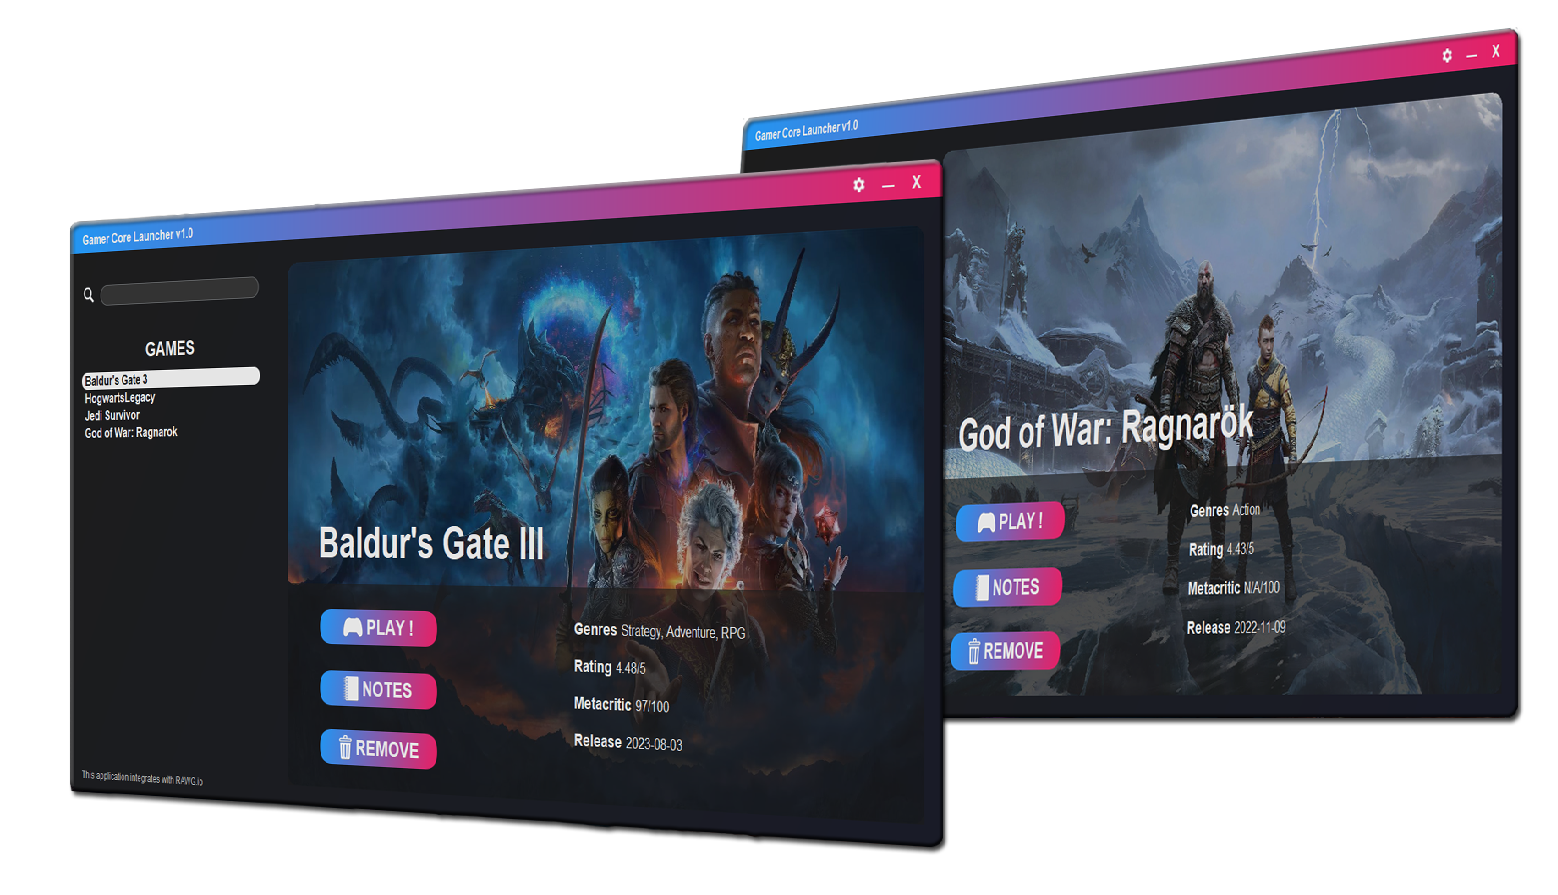 Gamer Core Launcher v1.0
X
GAMES
Baldur's Gate 3
HogwartsLegacy
Jedi Survivor
God of War: Ragnarok
Baldur's Gate III
PLAY !
NOTES
REMOVE
Genres Strategy, Adventure, RPG
Rating 4.48/5
Metacritic 97/100
Release 2023-08-03
This application integrates with RAWG.io
Gamer Core Launcher v1.0
X
God of War: Ragnarök
PLAY !
NOTES
REMOVE
Genres Action
Rating 4.43/5
Metacritic N/A/100
Release 2022-11-09